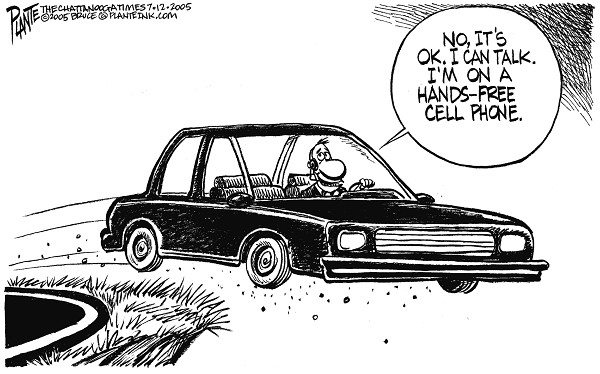 PLANTE
THE CHATTANOOGA TIMES 7•12•2005
©2005 BRUCE@PLANTEINK.COM
NO, IT'S
OK. I CAN TALK.
I'M ON A
HANDS-FREE
CELL PHONE.